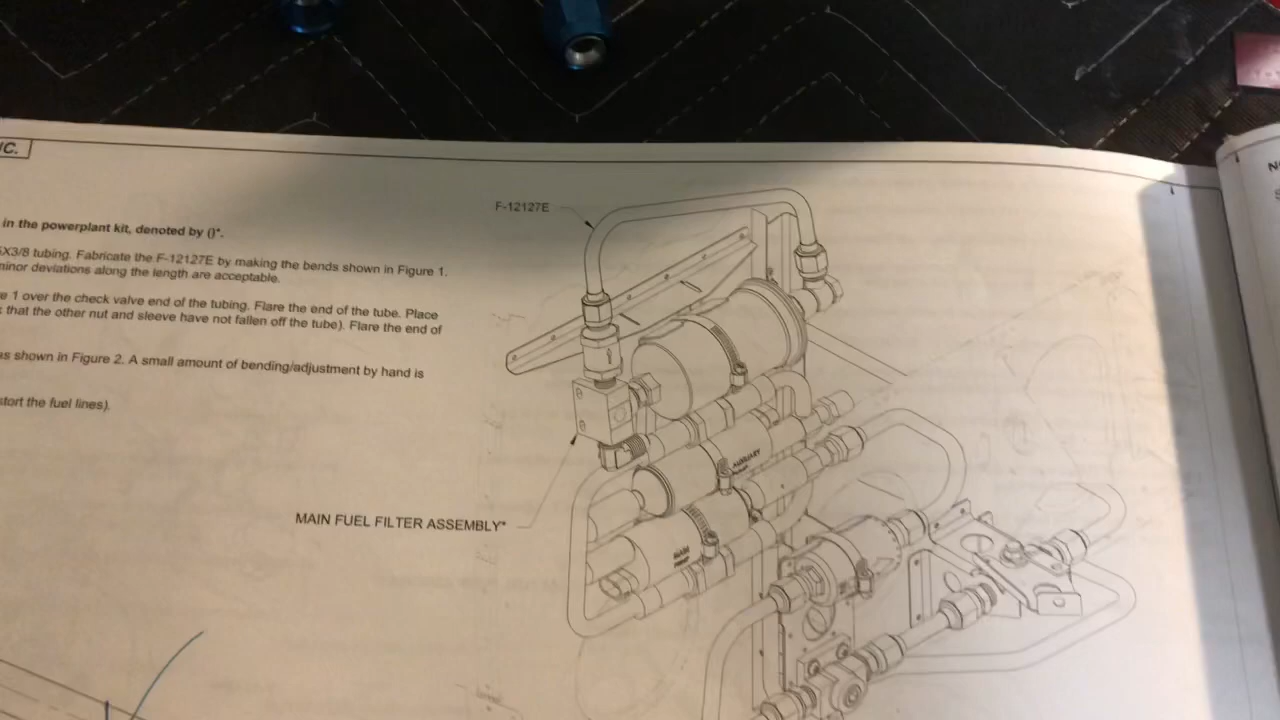 IC.
in the powerplant kit, denoted by ()*.
5X3/8 tubing. Fabricate the F-12127E by making the bends shown in Figure 1.
minor deviations along the length are acceptable.
e 1 over the check valve end of the tubing. Flare the end of the tube. Place
that the other nut and sleeve have not fallen off the tube). Flare the end of
as shown in Figure 2. A small amount of bending/adjustment by hand is
stort the fuel lines).
F-12127E
AUXILIARY
MAIN FUEL FILTER ASSEMBLY*
MAIN